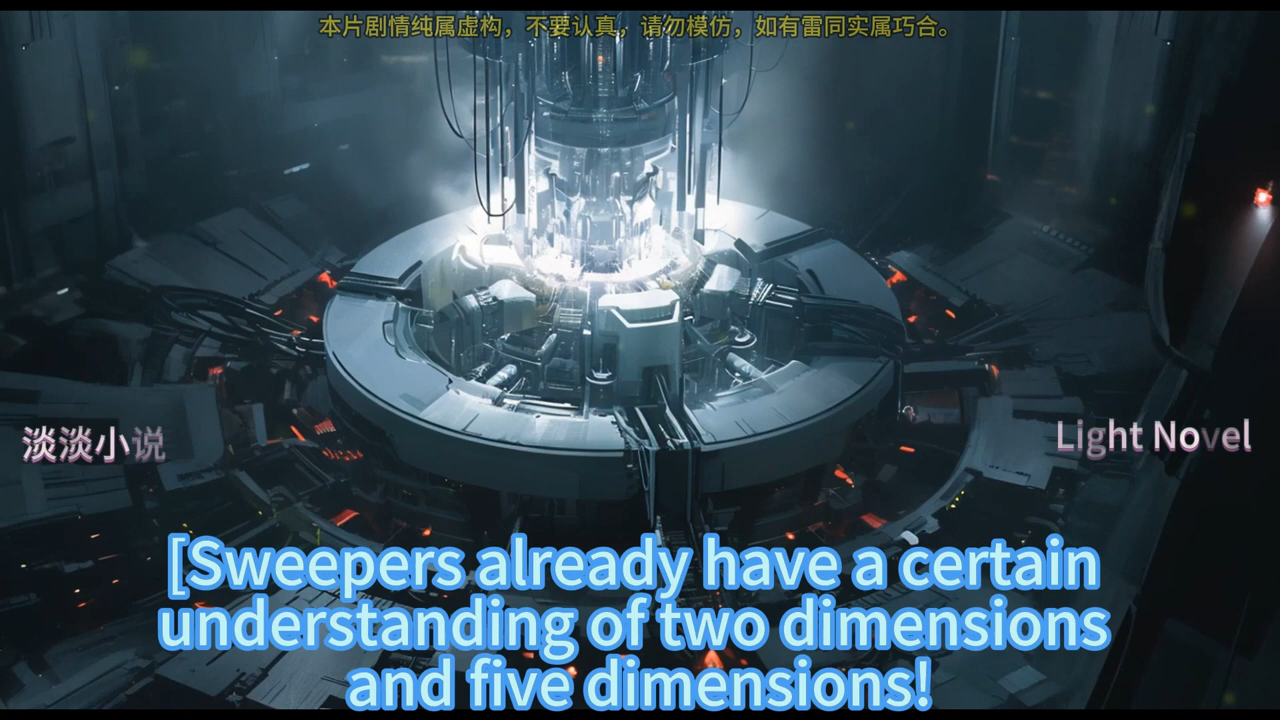 本片剧情纯属虚构，不要认真，请勿模仿，如有雷同实属巧合。
淡淡小说
Light Novel
[Sweepers already have a certain
understanding of two dimensions
and five dimensions!